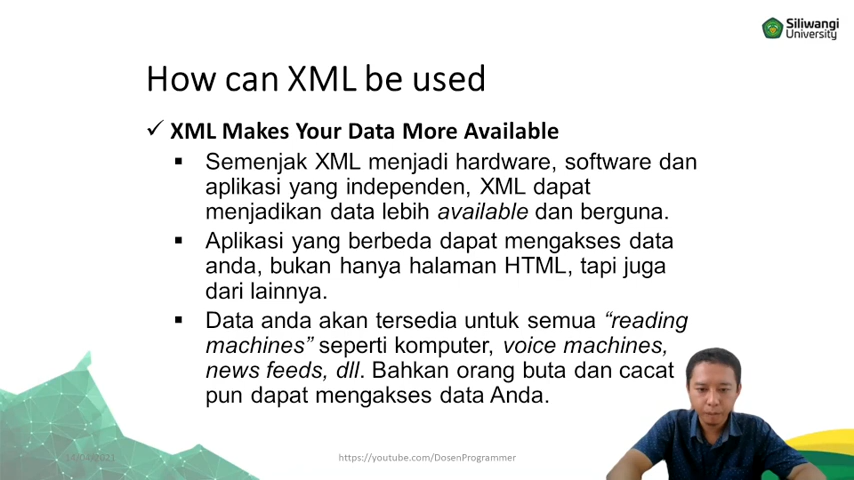 Siliwangi
University
How can XML be used
✓ XML Makes Your Data More Available
▪ Semenjak XML menjadi hardware, software dan
aplikasi yang independen, XML dapat
menjadikan data lebih available dan berguna.
▪ Aplikasi yang berbeda dapat mengakses data
anda, bukan hanya halaman HTML, tapi juga
dari lainnya.
▪ Data anda akan tersedia untuk semua “reading
machines” seperti komputer, voice machines,
news feeds, dll. Bahkan orang buta dan cacat
pun dapat mengakses data Anda.
https://youtube.com/DosenProgrammer